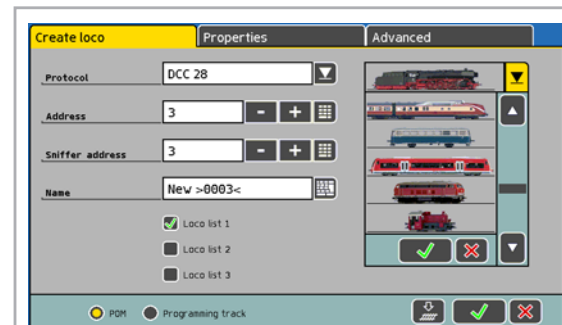 Create loco Properties Advanced
Protocol DCC 28
Address 3 - +
Sniffer address 3 - +
Name New >0003<
Loco list 1
Loco list 2
Loco list 3
POM Programming track